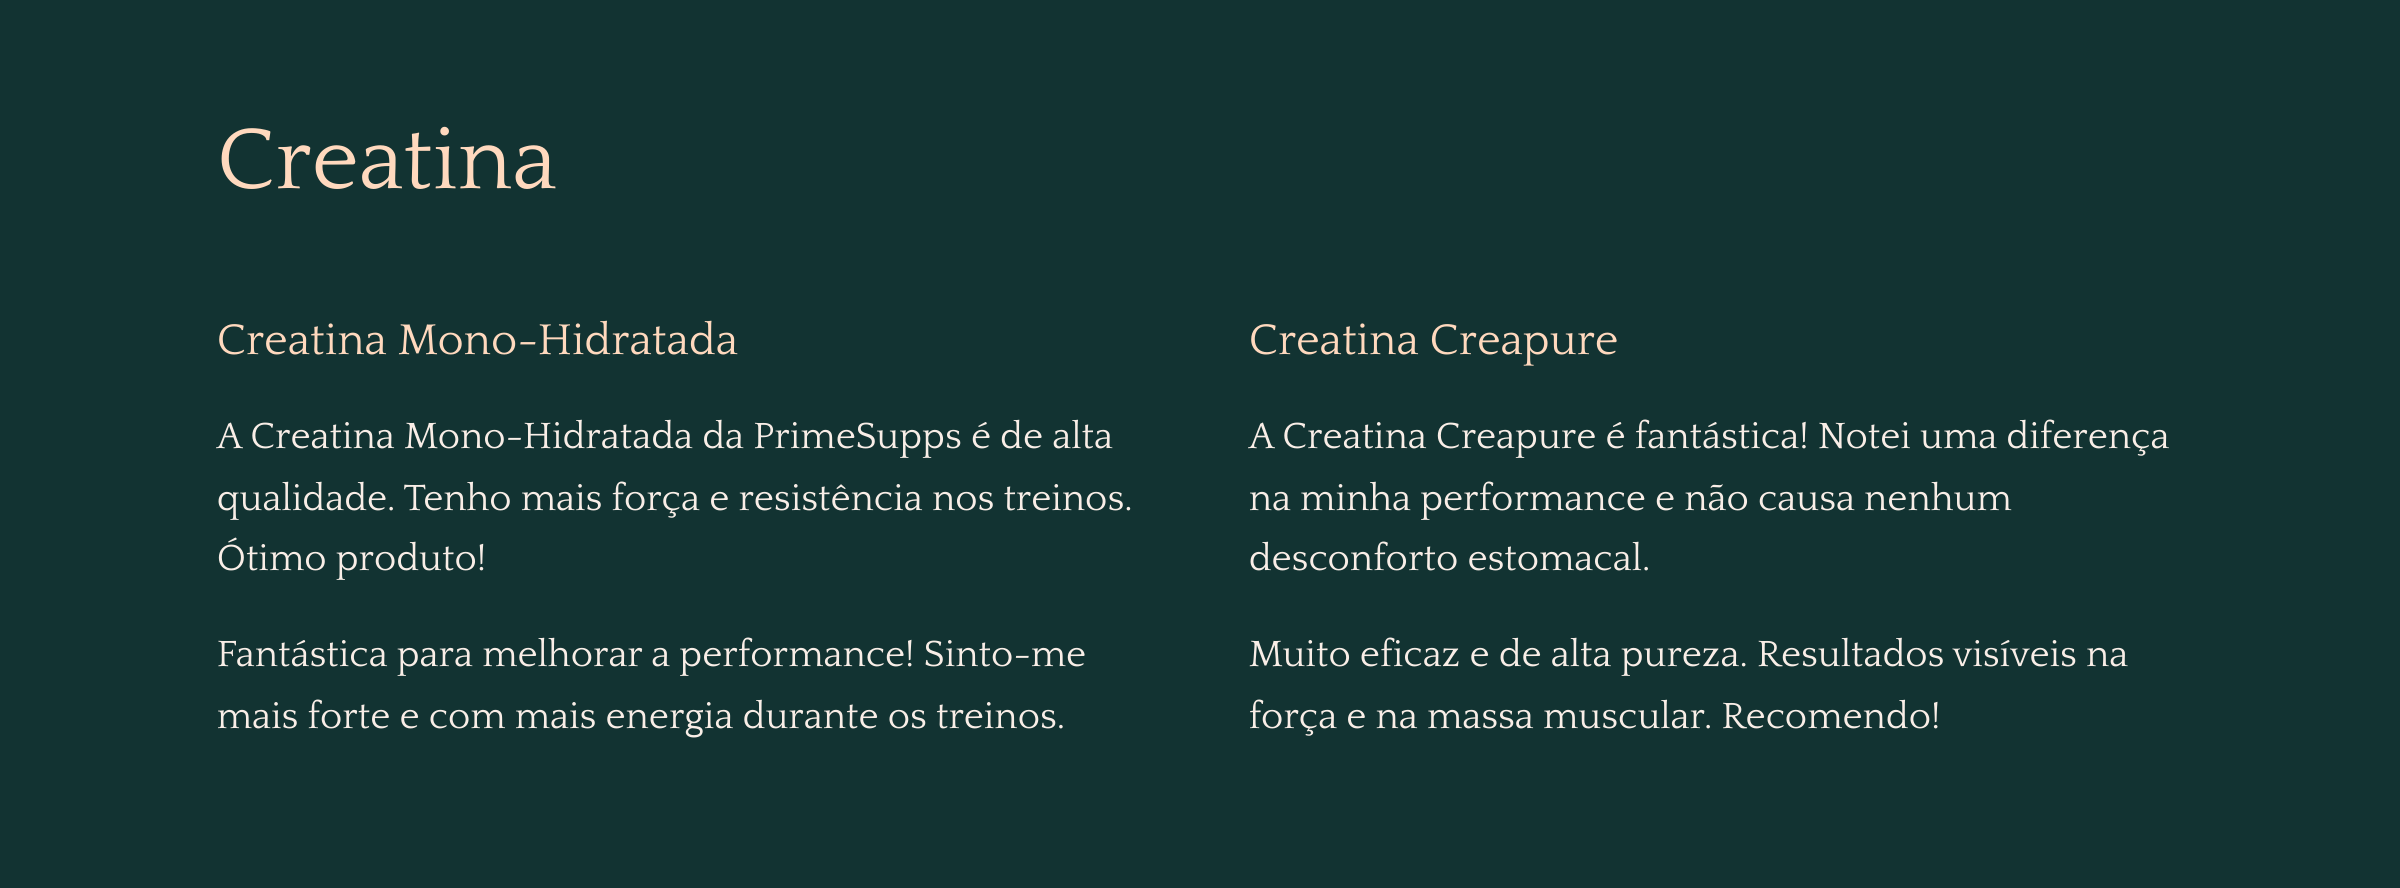 Creatina
Creatina Mono-Hidratada
A Creatina Mono-Hidratada da PrimeSupps é de alta
qualidade. Tenho mais força e resistência nos treinos.
Ótimo produto!
Fantástica para melhorar a performance! Sinto-me
mais forte e com mais energia durante os treinos.
Creatina Creapure
A Creatina Creapure é fantástica! Notei uma diferença
na minha performance e não causa nenhum
desconforto estomacal.
Muito eficaz e de alta pureza. Resultados visíveis na
força e na massa muscular. Recomendo!